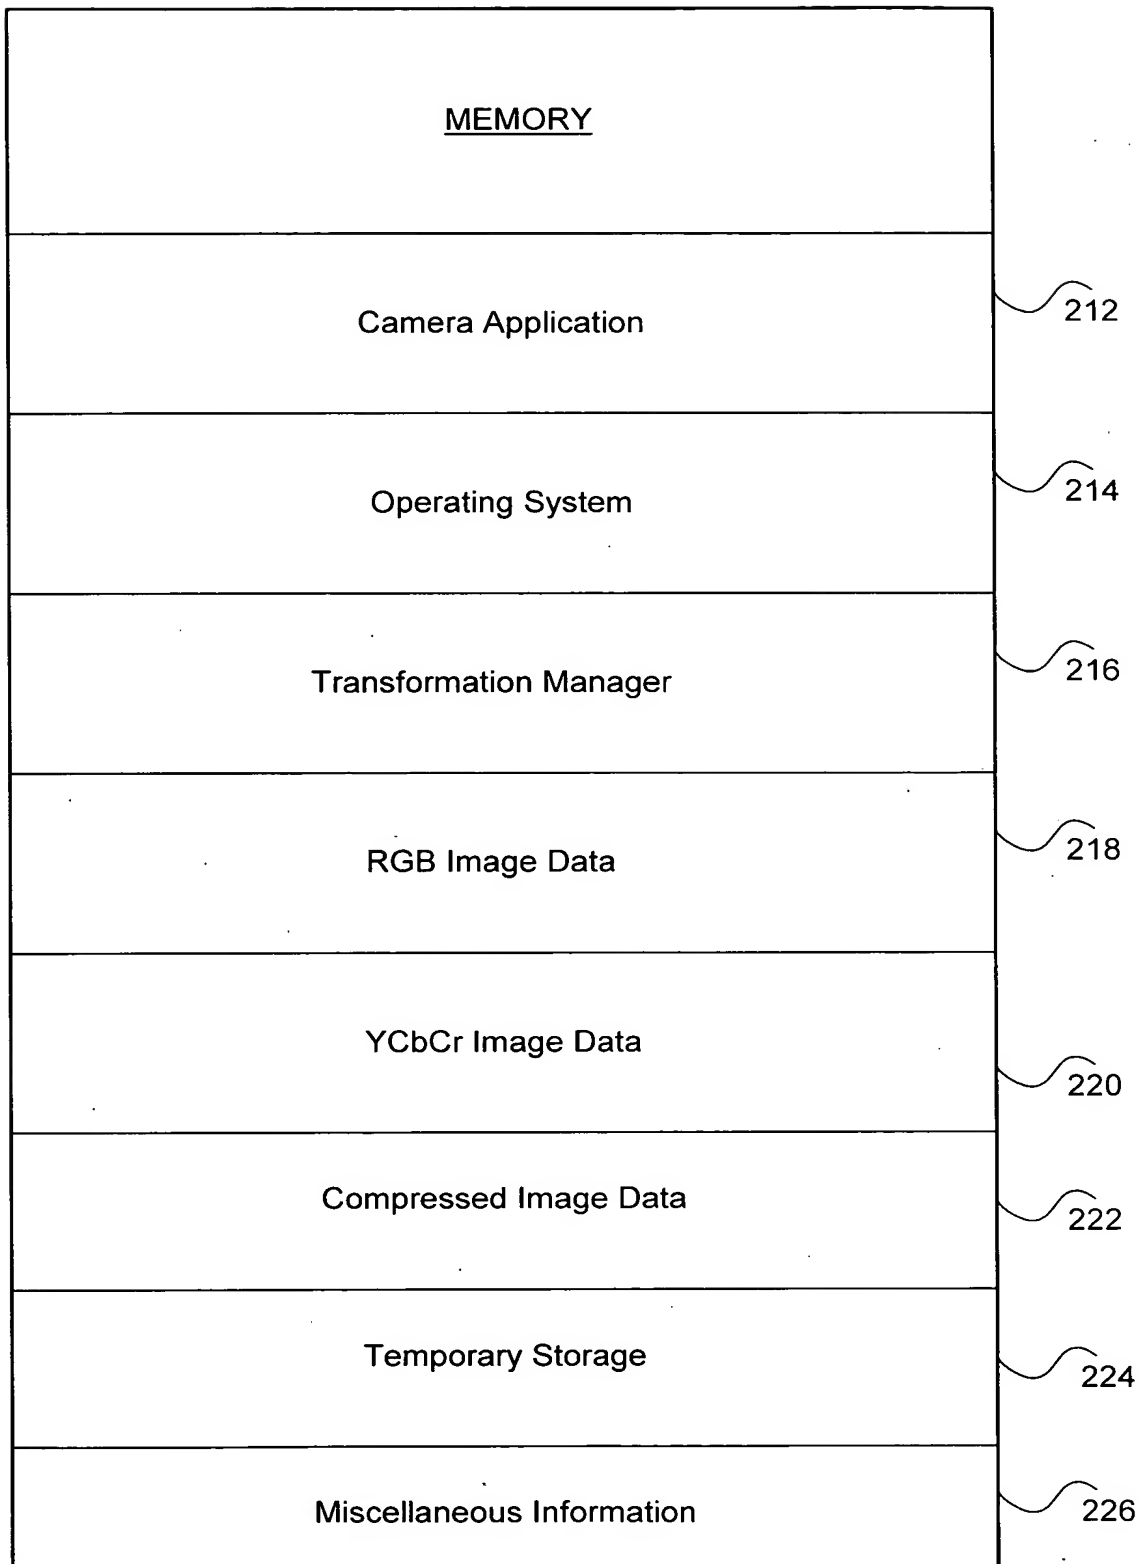 MEMORY
Camera Application
212
Operating System
214
Transformation Manager
216
RGB Image Data
218
YCbCr Image Data
220
Compressed Image Data
222
Temporary Storage
224
Miscellaneous Information
226